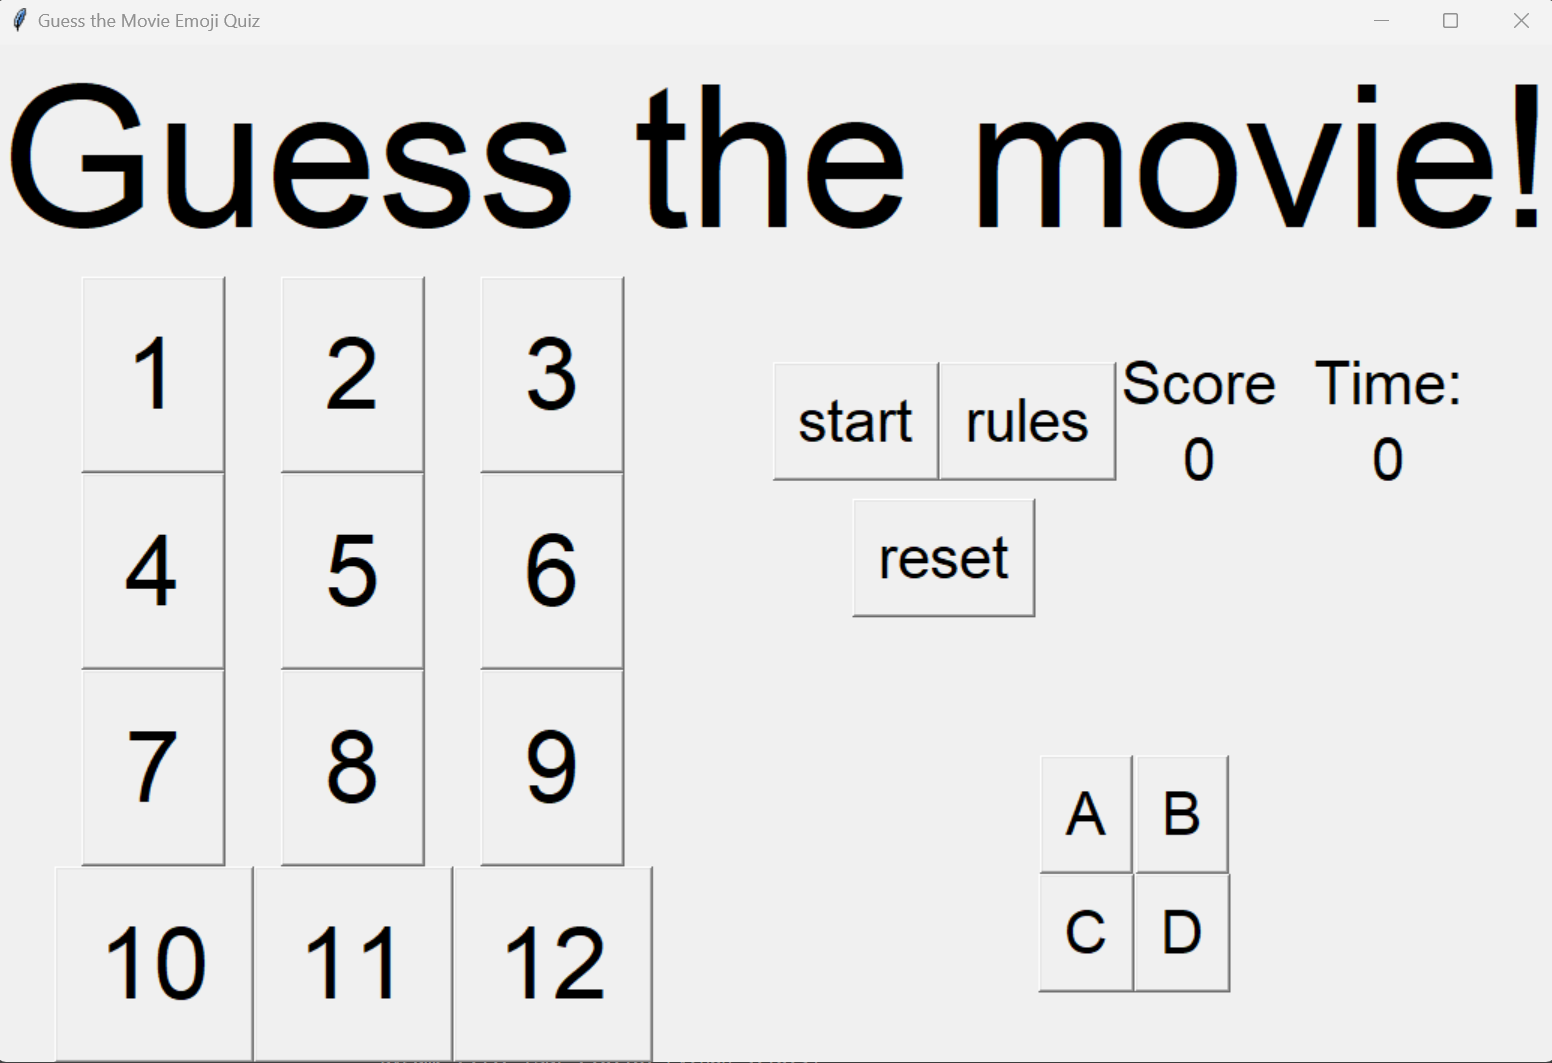 Guess the Movie Emoji Quiz
Guess the movie!
1 2 3
4 5 6
7 8 9
10 11 12
start rules
reset
Score Time:
0 0
A B
C D